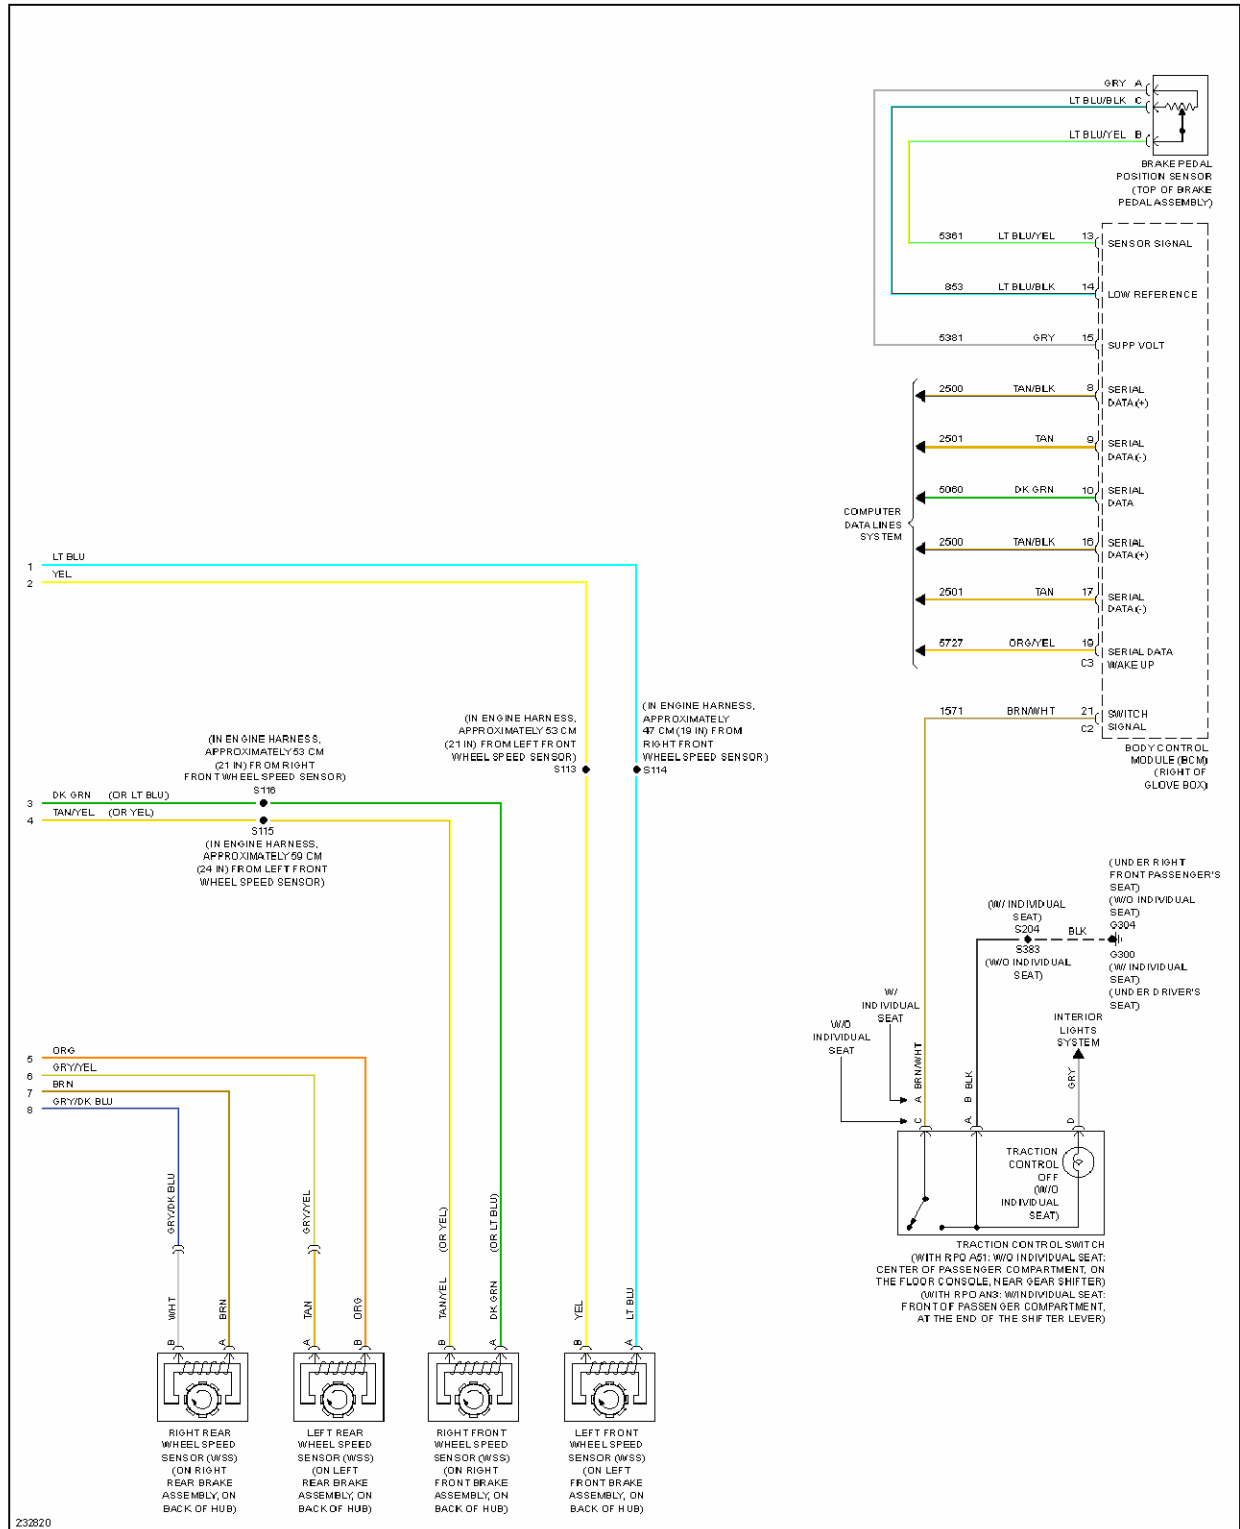 GRY A
LT BLU/BLK C
LT BLU/YEL B
BRAKE PEDAL
POSITION SENSOR
(TOP OF BRAKE
PEDAL ASSEMBLY)
5361 LT BLU/YEL 13 SENSOR SIGNAL
853 LT BLU/BLK 14 LOW REFERENCE
5381 GRY 15 SUPP VOLT
2500 TAN/BLK 8 SERIAL
DATA(+)
2501 TAN 9 SERIAL
DATA(-)
5060 DK GRN 10 SERIAL
DATA
COMPUTER
DATA LINES
SYSTEM
2500 TAN/BLK 16 SERIAL
DATA(+)
2501 TAN 17 SERIAL
DATA(-)
5727 ORG/YEL 19 SERIAL DATA
C3 WAKE UP
1571 BRN/WHT 21 SWITCH
C2 SIGNAL
BODY CONTROL
MODULE (BCM)
(RIGHT OF
GLOVE BOX)
1 LT BLU
2 YEL
(IN ENGINE HARNESS,
APPROXIMATELY 53 CM
(21 IN) FROM LEFT FRONT
WHEEL SPEED SENSOR)
S113
(IN ENGINE HARNESS,
APPROXIMATELY
47 CM (19 IN) FROM
RIGHT FRONT
WHEEL SPEED SENSOR)
S114
(IN ENGINE HARNESS,
APPROXIMATELY 53 CM
(21 IN) FROM RIGHT
FRONT WHEEL SPEED SENSOR)
S116
3 DK GRN (OR LT BLU)
4 TAN/YEL (OR YEL)
S115
(IN ENGINE HARNESS,
APPROXIMATELY 59 CM
(24 IN) FROM LEFT FRONT
WHEEL SPEED SENSOR)
(UNDER RIGHT
FRONT PASSENGER'S
SEAT)
(W/O INDIVIDUAL
SEAT)
G304
(W/ INDIVIDUAL
SEAT)
S204
BLK
S383
(W/O INDIVIDUAL
SEAT)
G300
(W/ INDIVIDUAL
SEAT)
(UNDER DRIVER'S
SEAT)
W/
INDIVIDUAL
SEAT
W/O
INDIVIDUAL
SEAT
INTERIOR
LIGHTS
SYSTEM
C A BRN/WHT
A B BLK
D GRY
TRACTION
CONTROL
OFF
(W/O
INDIVIDUAL
SEAT)
TRACTION CONTROL SWITCH
(WITH RPO A51: W/O INDIVIDUAL SEAT:
CENTER OF PASSENGER COMPARTMENT, ON
THE FLOOR CONSOLE, NEAR GEAR SHIFTER)
(WITH RPO AN3: W/INDIVIDUAL SEAT:
FRONT OF PASSENGER COMPARTMENT,
AT THE END OF THE SHIFTER LEVER)
5 ORG
6 GRY/YEL
7 BRN
8 GRY/DK BLU
GRY/DK BLU
GRY/YEL
(OR YEL)
(OR LT BLU)
B WHT
A BRN
A TAN
B ORG
B TAN/YEL
A DK GRN
B YEL
A LT BLU
RIGHT REAR
WHEEL SPEED
SENSOR (WSS)
(ON RIGHT
REAR BRAKE
ASSEMBLY, ON
BACK OF HUB)
LEFT REAR
WHEEL SPEED
SENSOR (WSS)
(ON LEFT
REAR BRAKE
ASSEMBLY, ON
BACK OF HUB)
RIGHT FRONT
WHEEL SPEED
SENSOR (WSS)
(ON RIGHT
FRONT BRAKE
ASSEMBLY, ON
BACK OF HUB)
LEFT FRONT
WHEEL SPEED
SENSOR (WSS)
(ON LEFT
FRONT BRAKE
ASSEMBLY, ON
BACK OF HUB)
232820